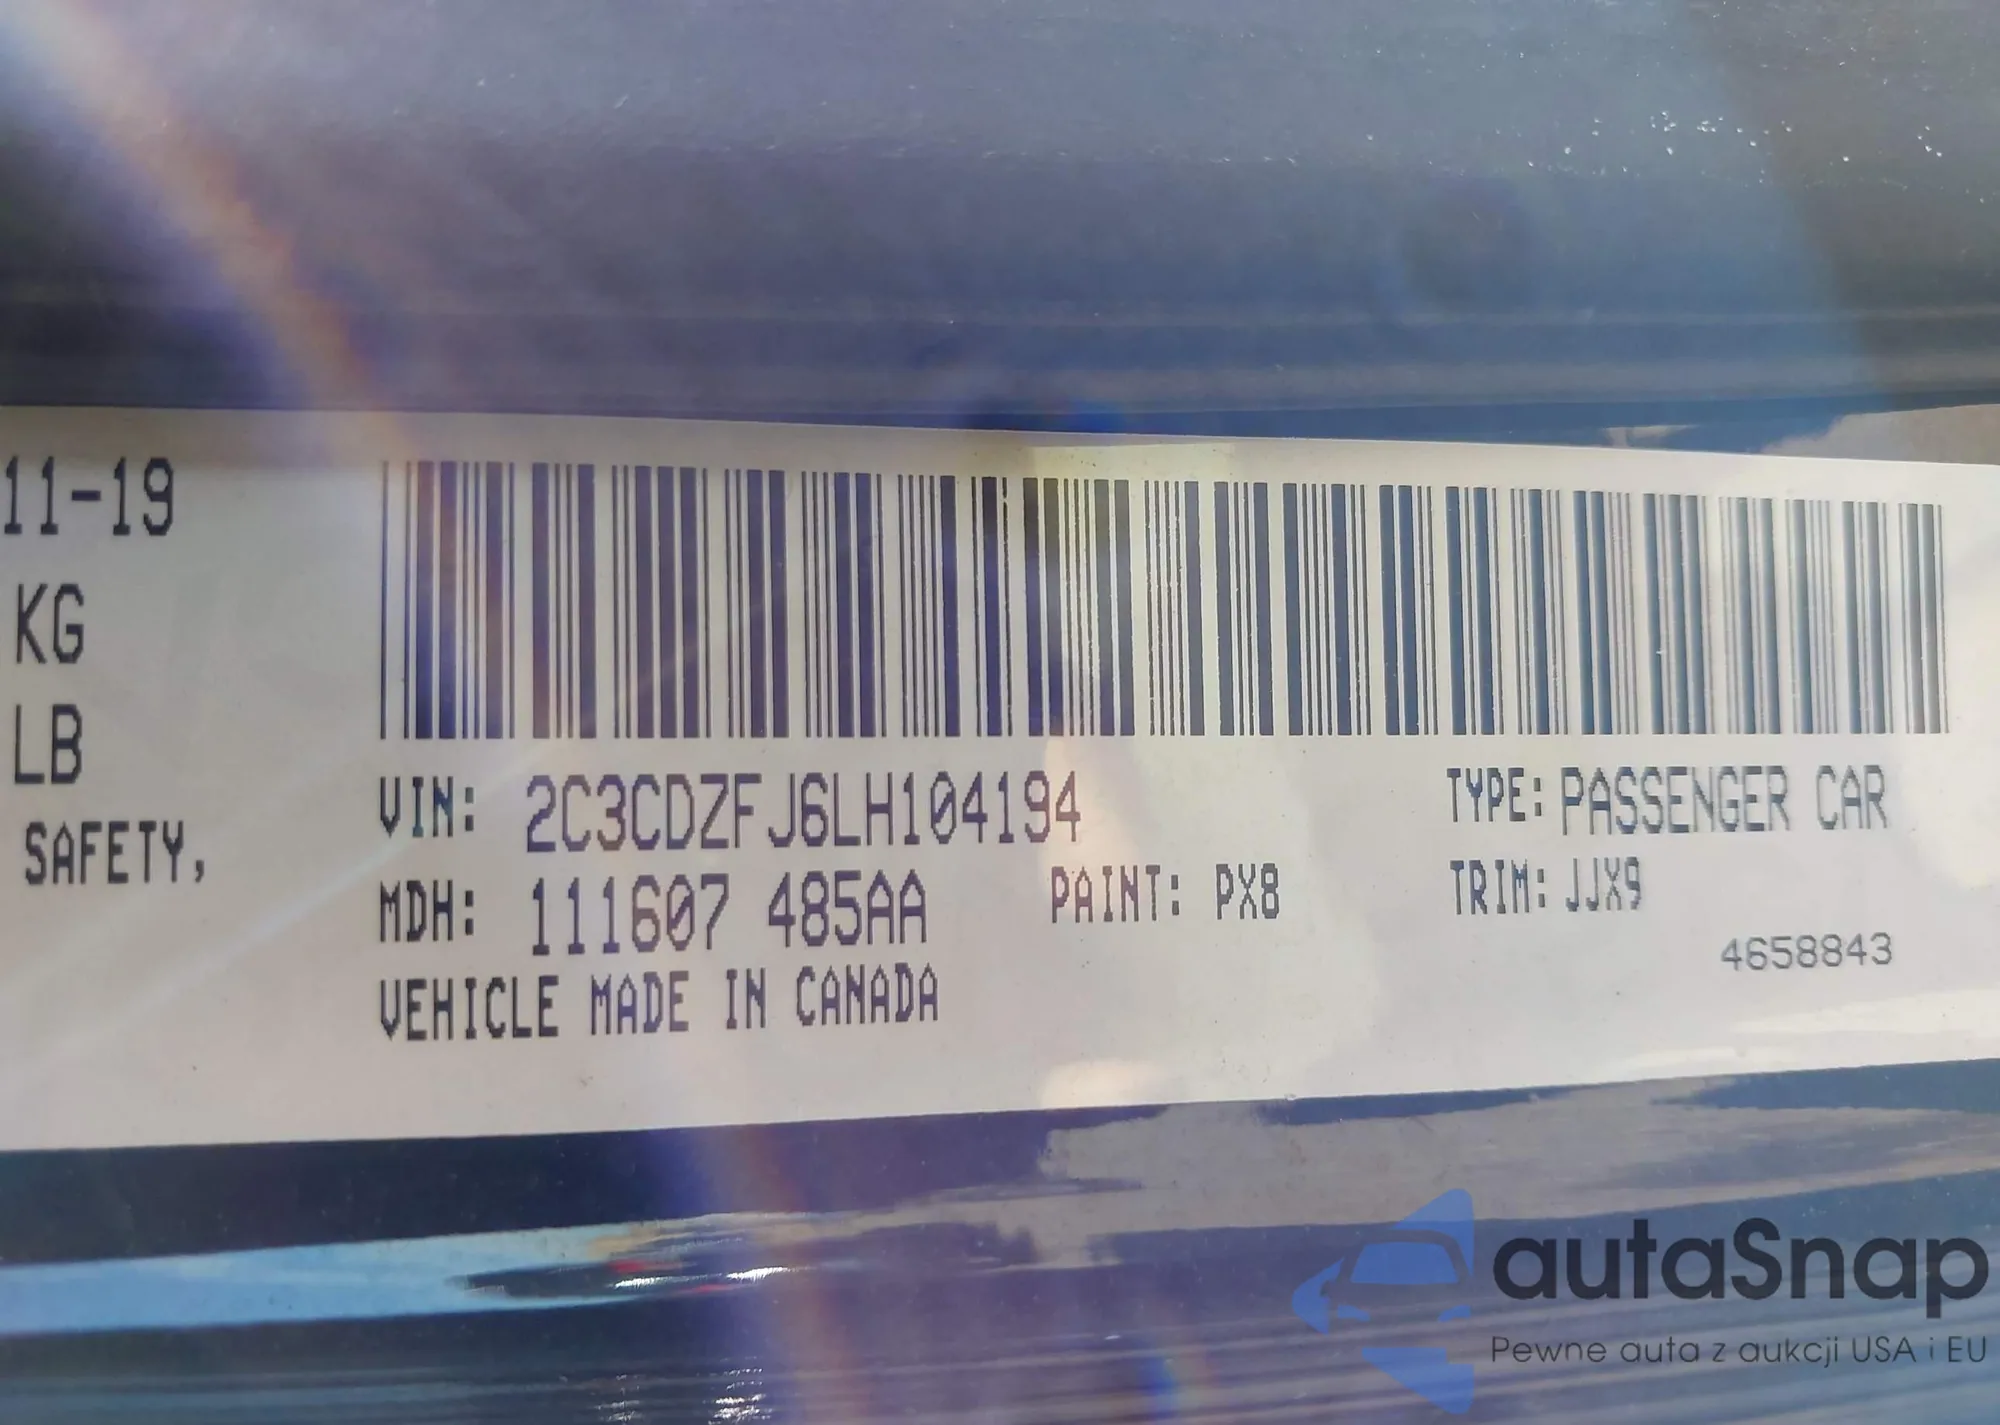 11-19
KG
LB
SAFETY,
VIN: 2C3CDZFJ6LH104194
TYPE: PASSENGER CAR
MDH: 111607 485AA
PAINT: PX8
TRIM: JJX9
4658843
VEHICLE MADE IN CANADA
autaSnap
Pewne auta z aukcji USA i EU